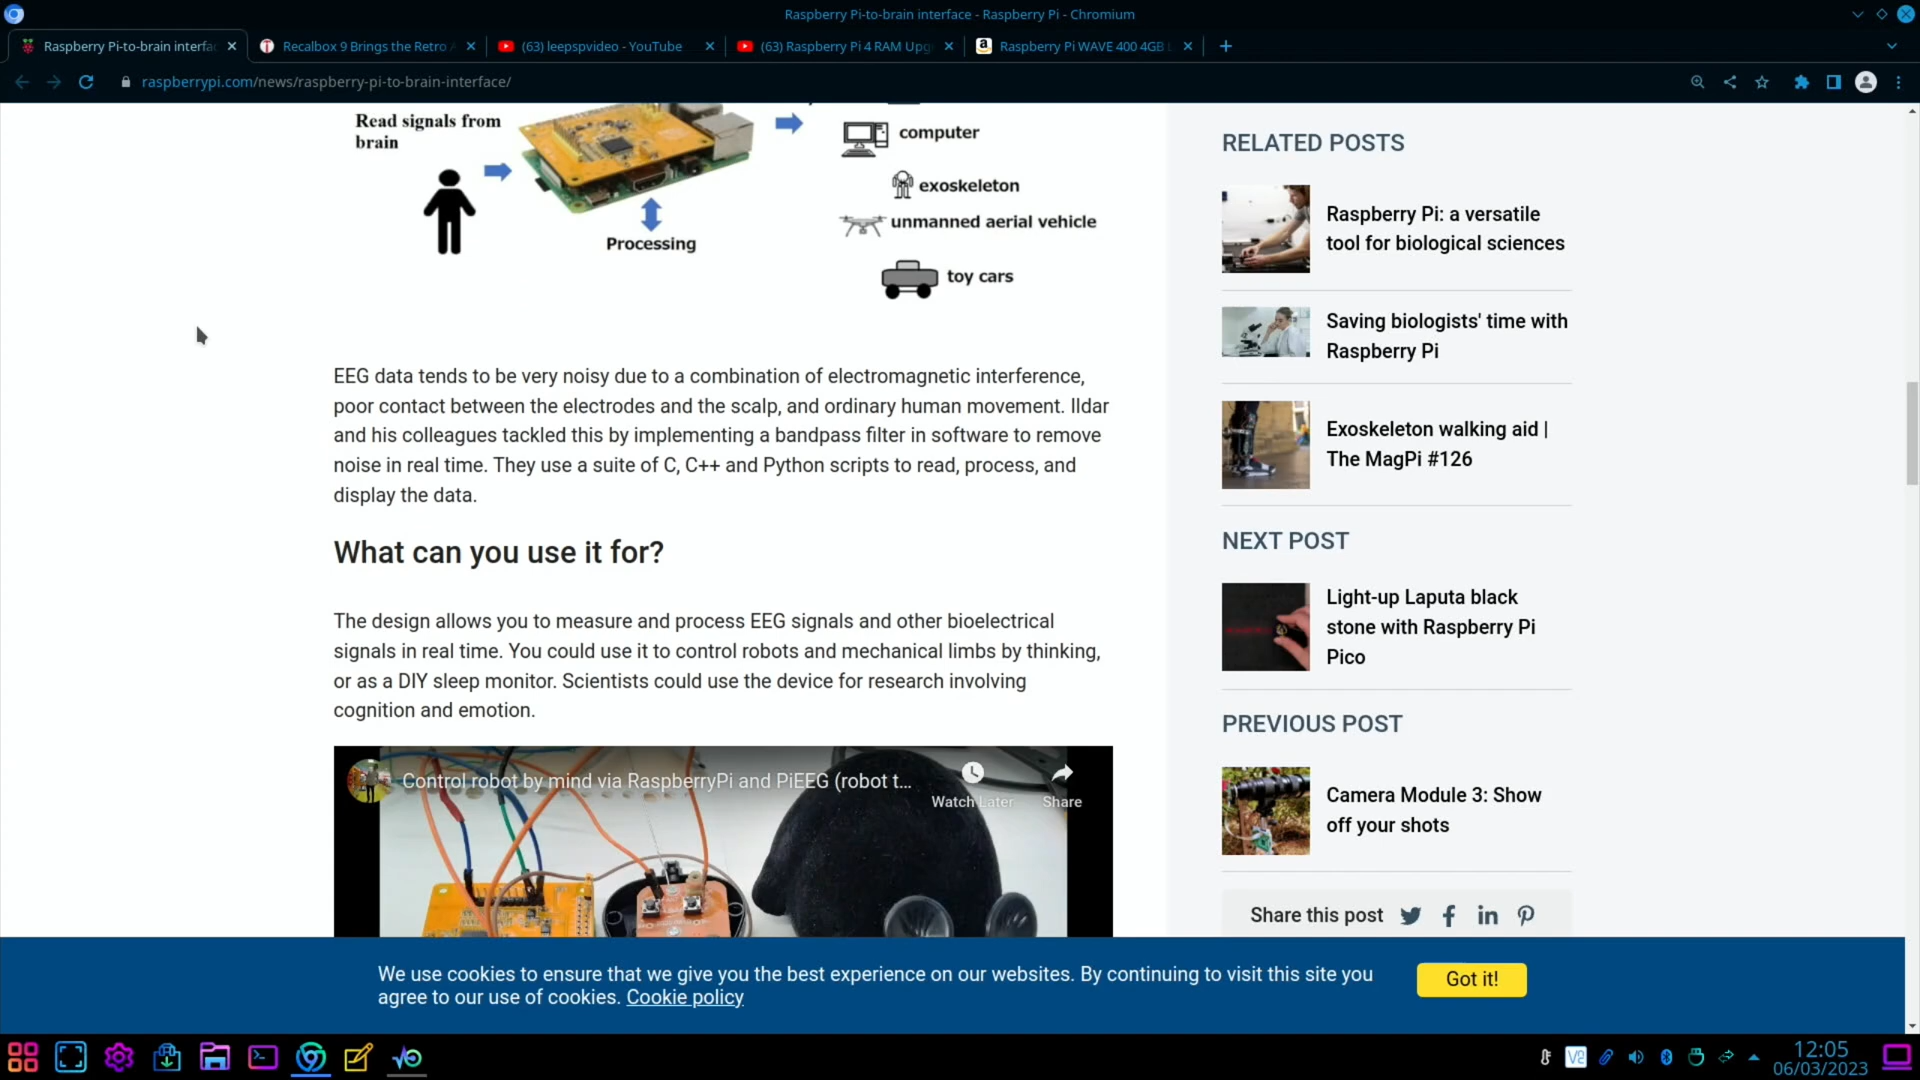 Raspberry Pi-to-brain interface - Raspberry Pi - Chromium
Raspberry Pi-to-brain interfac
Recalbox 9 Brings the Retro A
(63) leepspvideo - YouTube
(63) Raspberry Pi 4 RAM Upg
Raspberry Pi WAVE 400 4GB L
raspberrypi.com/news/raspberry-pi-to-brain-interface/
Read signals from
brain
Processing
computer
exoskeleton
unmanned aerial vehicle
toy cars
EEG data tends to be very noisy due to a combination of electromagnetic interference,
poor contact between the electrodes and the scalp, and ordinary human movement. Ildar
and his colleagues tackled this by implementing a bandpass filter in software to remove
noise in real time. They use a suite of C, C++ and Python scripts to read, process, and
display the data.
What can you use it for?
The design allows you to measure and process EEG signals and other bioelectrical
signals in real time. You could use it to control robots and mechanical limbs by thinking,
or as a DIY sleep monitor. Scientists could use the device for research involving
cognition and emotion.
Control robot by mind via RaspberryPi and PiEEG (robot t...
Watch Later
Share
RELATED POSTS
Raspberry Pi: a versatile
tool for biological sciences
Saving biologists' time with
Raspberry Pi
Exoskeleton walking aid |
The MagPi #126
NEXT POST
Light-up Laputa black
stone with Raspberry Pi
Pico
PREVIOUS POST
Camera Module 3: Show
off your shots
Share this post
We use cookies to ensure that we give you the best experience on our websites. By continuing to visit this site you
agree to our use of cookies. Cookie policy
Got it!
12:05
06/03/2023